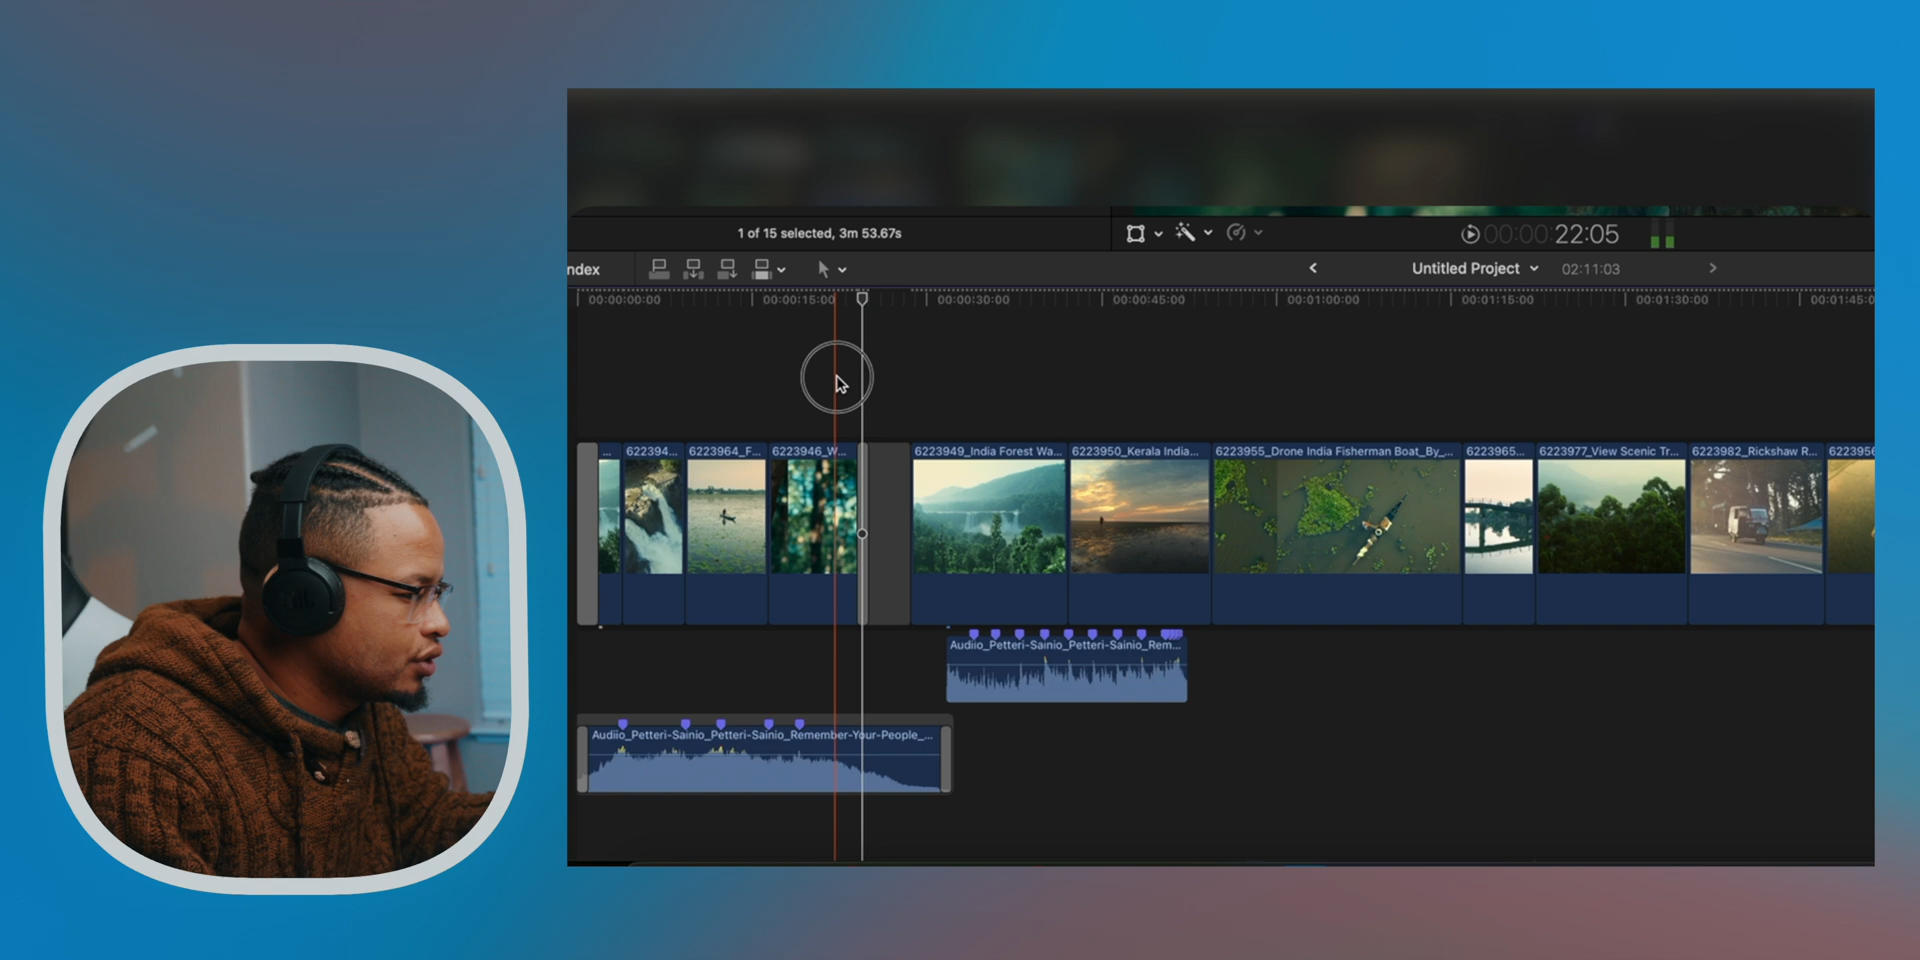 1 of 15 selected, 3m 53.67s
00:00:00:22:05
ndex
Untitled Project
02:11:03
00:00:00:00
00:00:15:00
00:00:30:00
00:00:45:00
00:01:00:00
00:01:15:00
00:01:30:00
00:01:45:0
...
622394...
6223964_F...
6223946_W...
6223949_India Forest Wa...
6223950_Kerala India...
6223955_Drone India Fisherman Boat_By_...
6223965...
6223977_View Scenic Tr...
6223982_Rickshaw R...
6223956
Audiio_Petteri-Sainio_Petteri-Sainio_Rem...
Audiio_Petteri-Sainio_Petteri-Sainio_Remember-Your-People_...